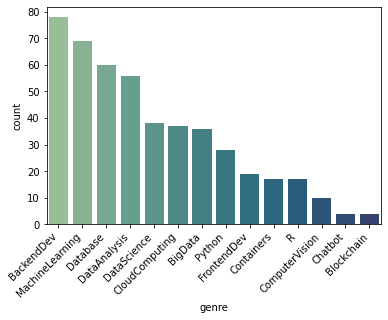 80
70
60
50
40
30
20
10
0
count
BackendDev
MachineLearning
Database
DataAnalysis
DataScience
CloudComputing
BigData
Python
FrontendDev
Containers
R
ComputerVision
Chatbot
Blockchain
genre